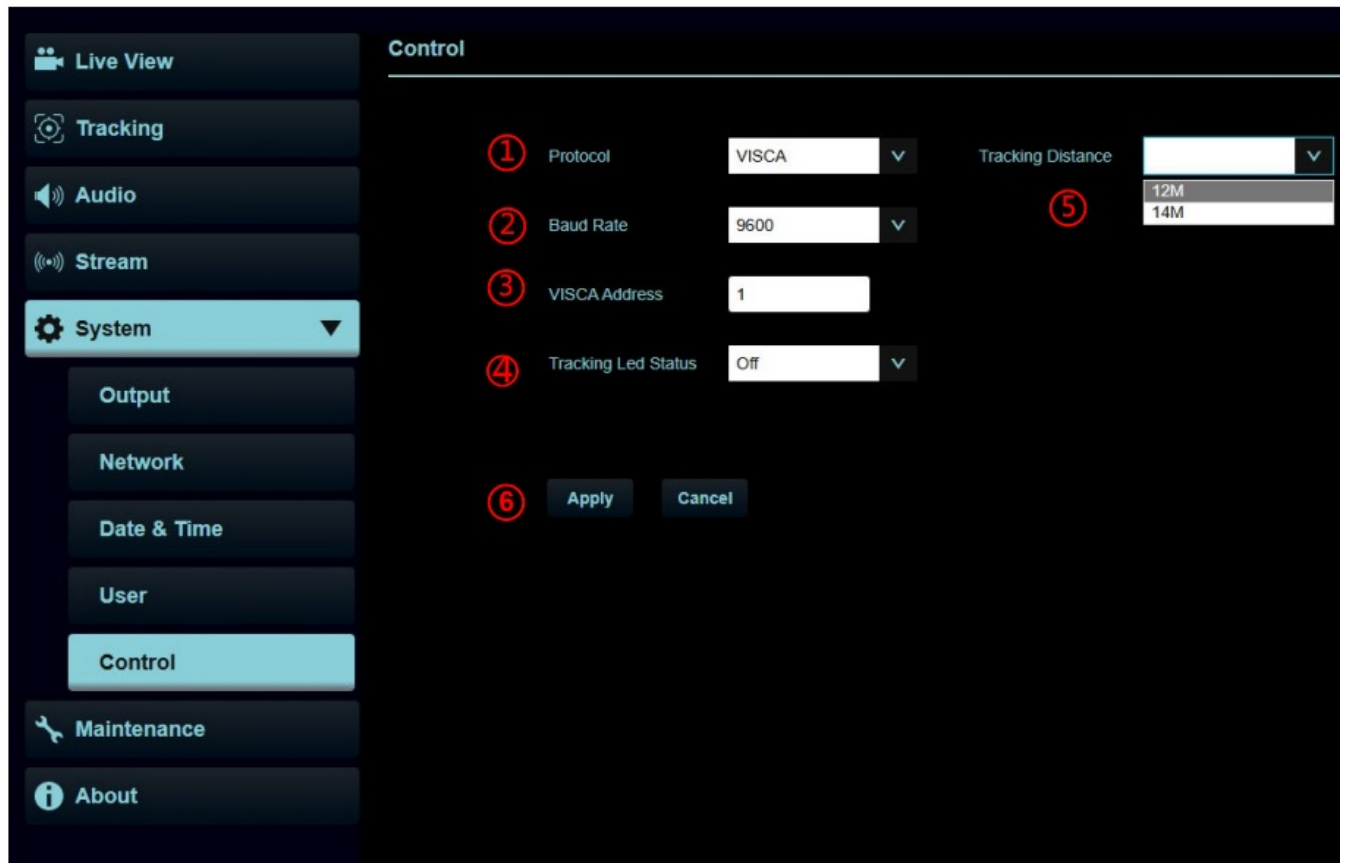 Live View
Tracking
Audio
Stream
System
Output
Network
Date & Time
User
Control
Maintenance
About
Control
① Protocol VISCA Tracking Distance
12M
14M
⑤
② Baud Rate 9600
③ VISCA Address 1
④ Tracking Led Status Off
⑥ Apply Cancel